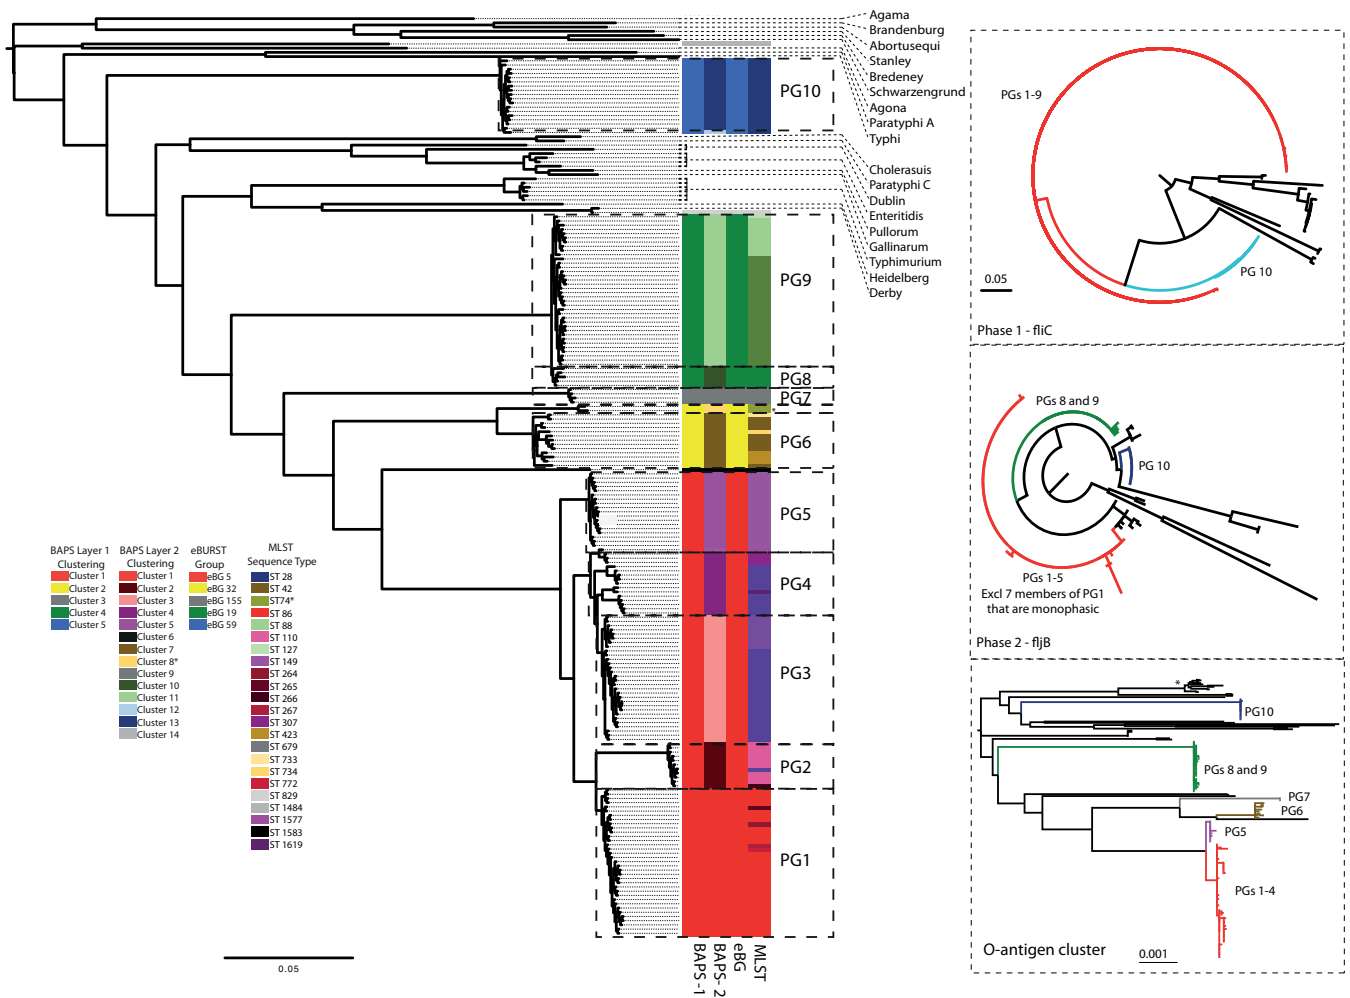 Agama
Brandenburg
Abortusequi
Stanley
Bredeney
Schwarzengrund
Agona
Paratyphi A
Typhi
Cholerasuis
Paratyphi C
Dublin
Enteritidis
Pullorum
Gallinarum
Typhimurium
Heidelberg
Derby
PG10
PG9
PG8
PG7
PG6
PG5
PG4
PG3
PG2
PG1
BAPS-1
BAPS-2
eBG
MLST
BAPS Layer 1
Clustering
Cluster 1
Cluster 2
Cluster 3
Cluster 4
Cluster 5
BAPS Layer 2
Clustering
Cluster 1
Cluster 2
Cluster 3
Cluster 4
Cluster 5
Cluster 6
Cluster 7
Cluster 8*
Cluster 9
Cluster 10
Cluster 11
Cluster 12
Cluster 13
Cluster 14
eBURST
Group
eBG 5
eBG 32
eBG 155
eBG 19
eBG 59
MLST
Sequence Type
ST 28
ST 42
ST74*
ST 86
ST 88
ST 110
ST 127
ST 149
ST 264
ST 265
ST 266
ST 267
ST 307
ST 423
ST 679
ST 733
ST 734
ST 772
ST 829
ST 1484
ST 1577
ST 1583
ST 1619
0.05
PGs 1-9
PG 10
0.05
Phase 1 - fliC
PGs 8 and 9
PG 10
PGs 1-5
Excl 7 members of PG1
that are monophasic
Phase 2 - fljB
*
PG10
PGs 8 and 9
PG7
PG6
PG5
PGs 1-4
O-antigen cluster
0.001